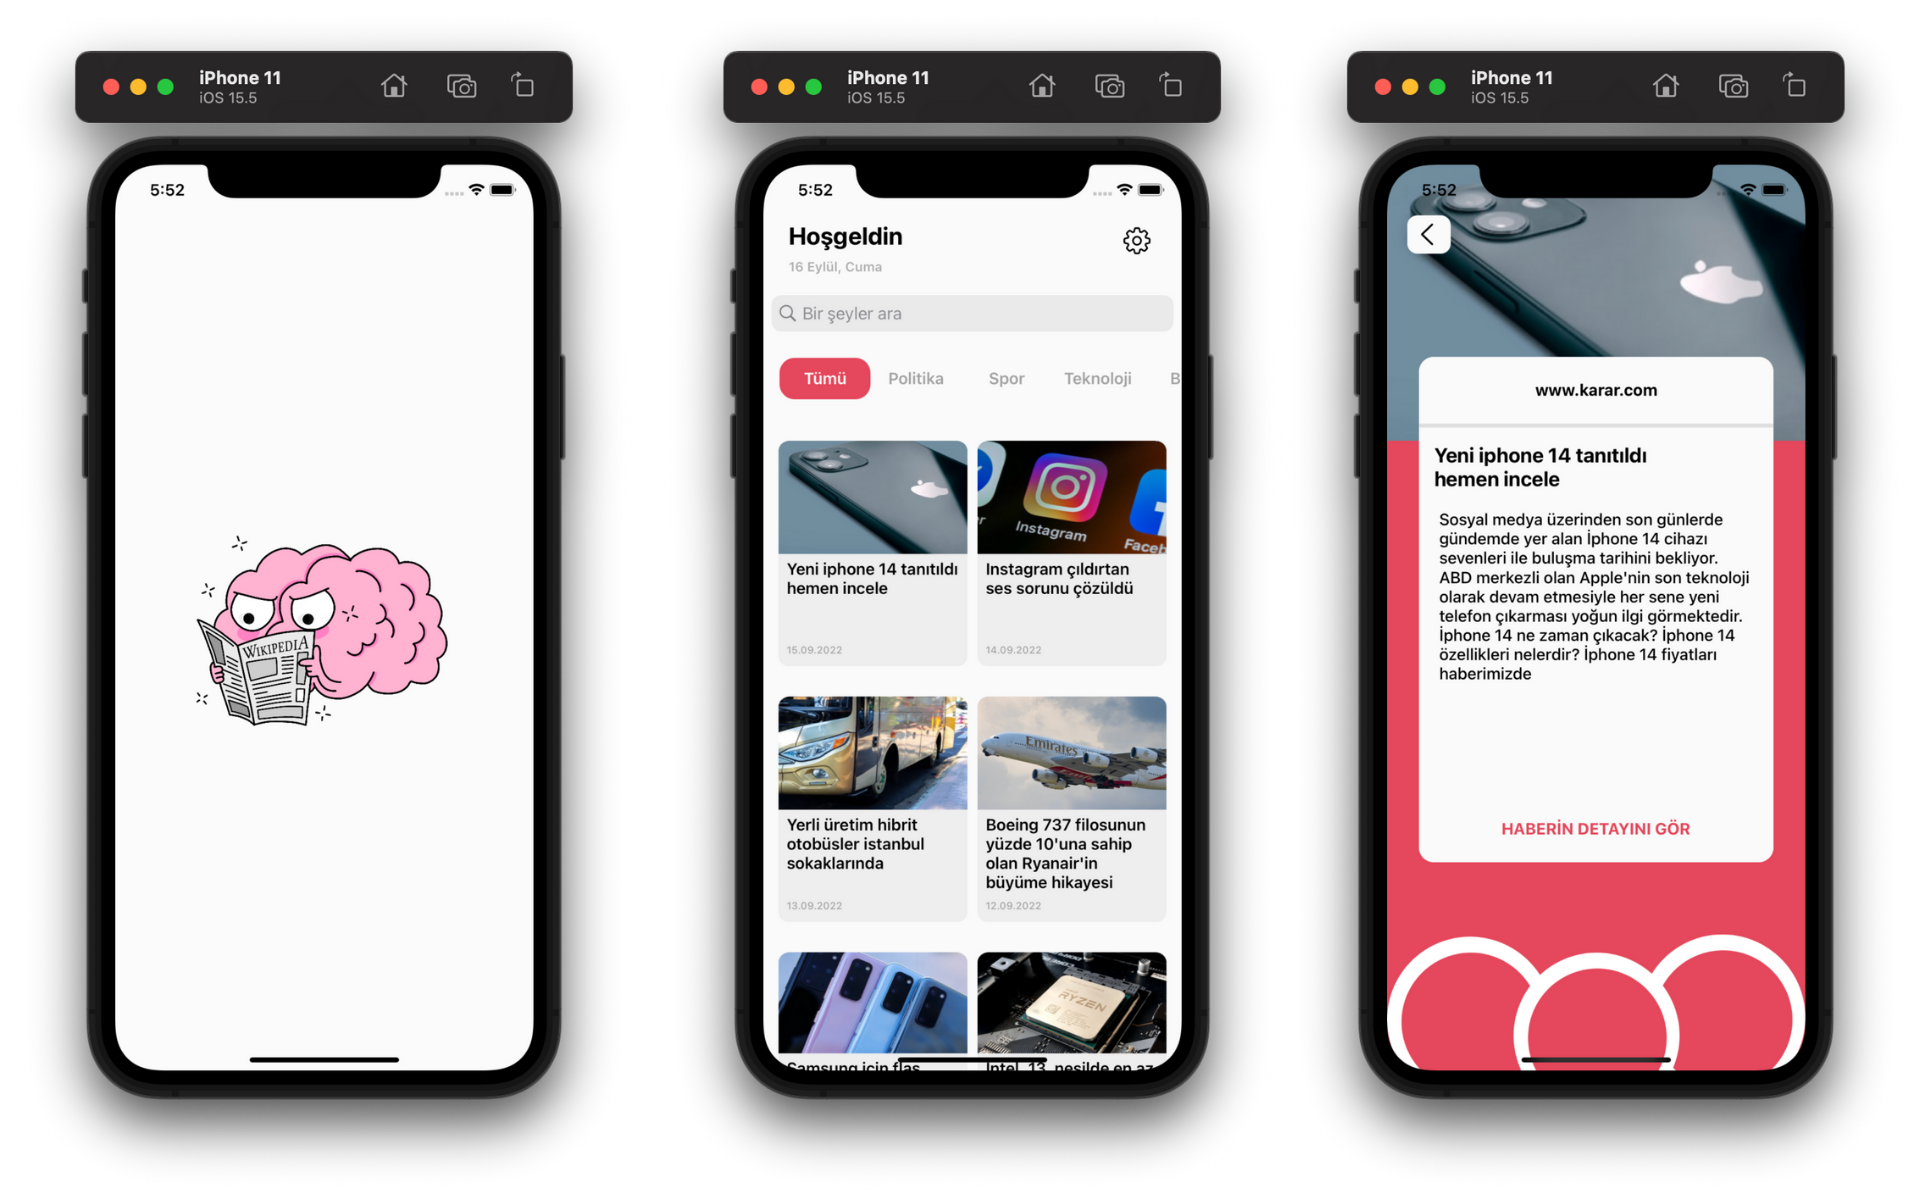 iPhone 11
iOS 15.5
5:52
WIKIPEDIA
iPhone 11
iOS 15.5
5:52
Hoşgeldin
16 Eylül, Cuma
Bir şeyler ara
Tümü
Politika
Spor
Teknoloji
B
Instagram
Faceb
Yeni iphone 14 tanıtıldı
hemen incele
15.09.2022
Instagram çıldırtan
ses sorunu çözüldü
14.09.2022
Emirates
Yerli üretim hibrit
otobüsler istanbul
sokaklarında
13.09.2022
Boeing 737 filosunun
yüzde 10'una sahip
olan Ryanair'in
büyüme hikayesi
12.09.2022
RYZEN
Samsung için flaş
Intel, 13. nesilde en az
iPhone 11
iOS 15.5
5:52
www.karar.com
Yeni iphone 14 tanıtıldı
hemen incele
Sosyal medya üzerinden son günlerde
gündemde yer alan İphone 14 cihazı
sevenleri ile buluşma tarihini bekliyor.
ABD merkezli olan Apple'nin son teknoloji
olarak devam etmesiyle her sene yeni
telefon çıkarması yoğun ilgi görmektedir.
İphone 14 ne zaman çıkacak? İphone 14
özellikleri nelerdir? İphone 14 fiyatları
haberimizde
HABERİN DETAYINI GÖR